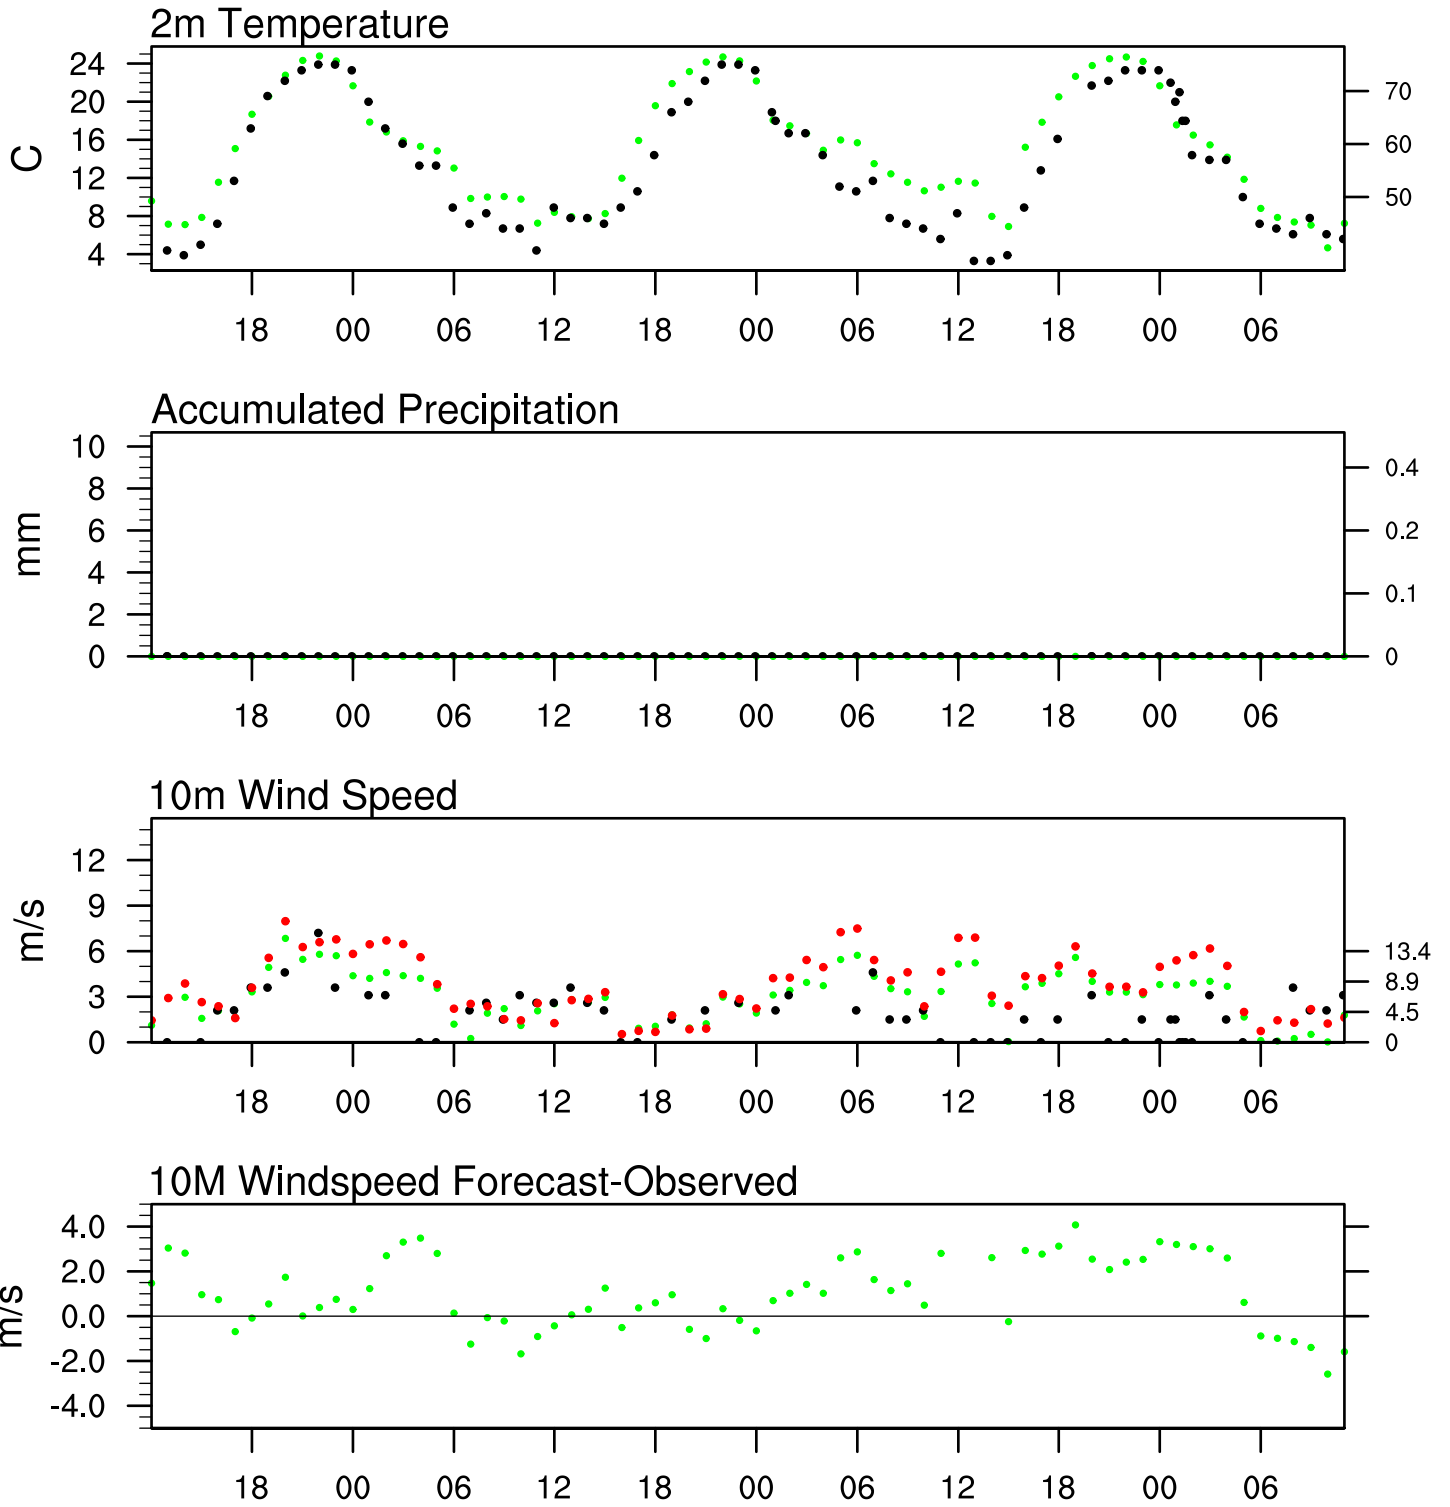 2m Temperature
24
20
16
12
8
4
C
70
60
50
18 00 06 12 18 00 06 12 18 00 06
Accumulated Precipitation
10
8
6
4
2
0
mm
0.4
0.2
0.1
0
18 00 06 12 18 00 06 12 18 00 06
10m Wind Speed
12
9
6
3
0
m/s
13.4
8.9
4.5
0
18 00 06 12 18 00 06 12 18 00 06
10M Windspeed Forecast-Observed
4.0
2.0
0.0
-2.0
-4.0
m/s
18 00 06 12 18 00 06 12 18 00 06